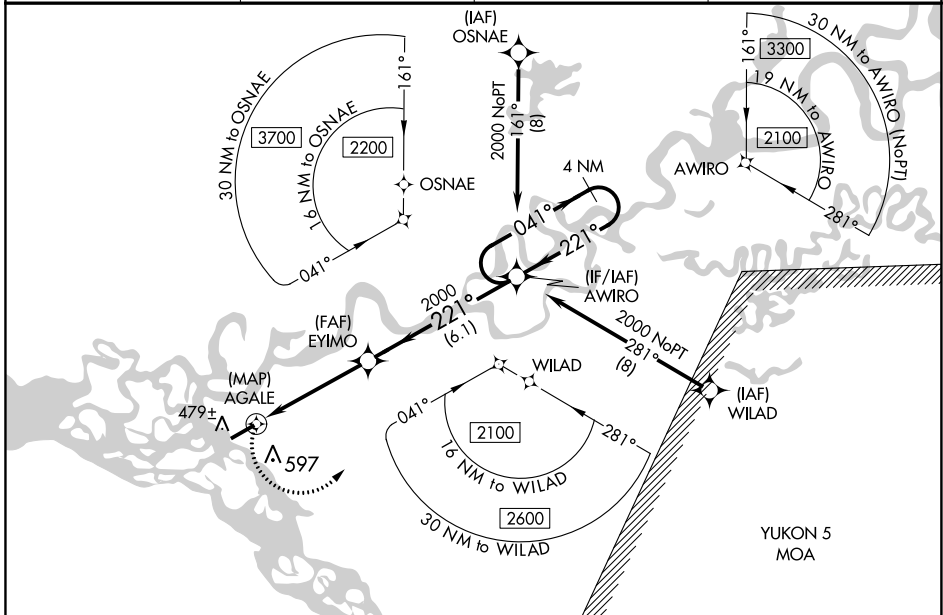 (IAF)
OSNAE
2000 NoPT
161°
(8)
30 NM to OSNAE
3700
16 NM to OSNAE
2200
161°
OSNAE
041°
161°
3300
30 NM to AWIRO (NoPT)
19 NM to AWIRO
2100
AWIRO
281°
4 NM
041°
221°
(IF/IAF)
AWIRO
2000
221°
(6.1)
(FAF)
EYIMO
(MAP)
AGALE
479±
597
2000 NoPT
281°
(8)
(IAF)
WILAD
WILAD
041°
281°
2100
16 NM to WILAD
2600
30 NM to WILAD
YUKON 5
MOA